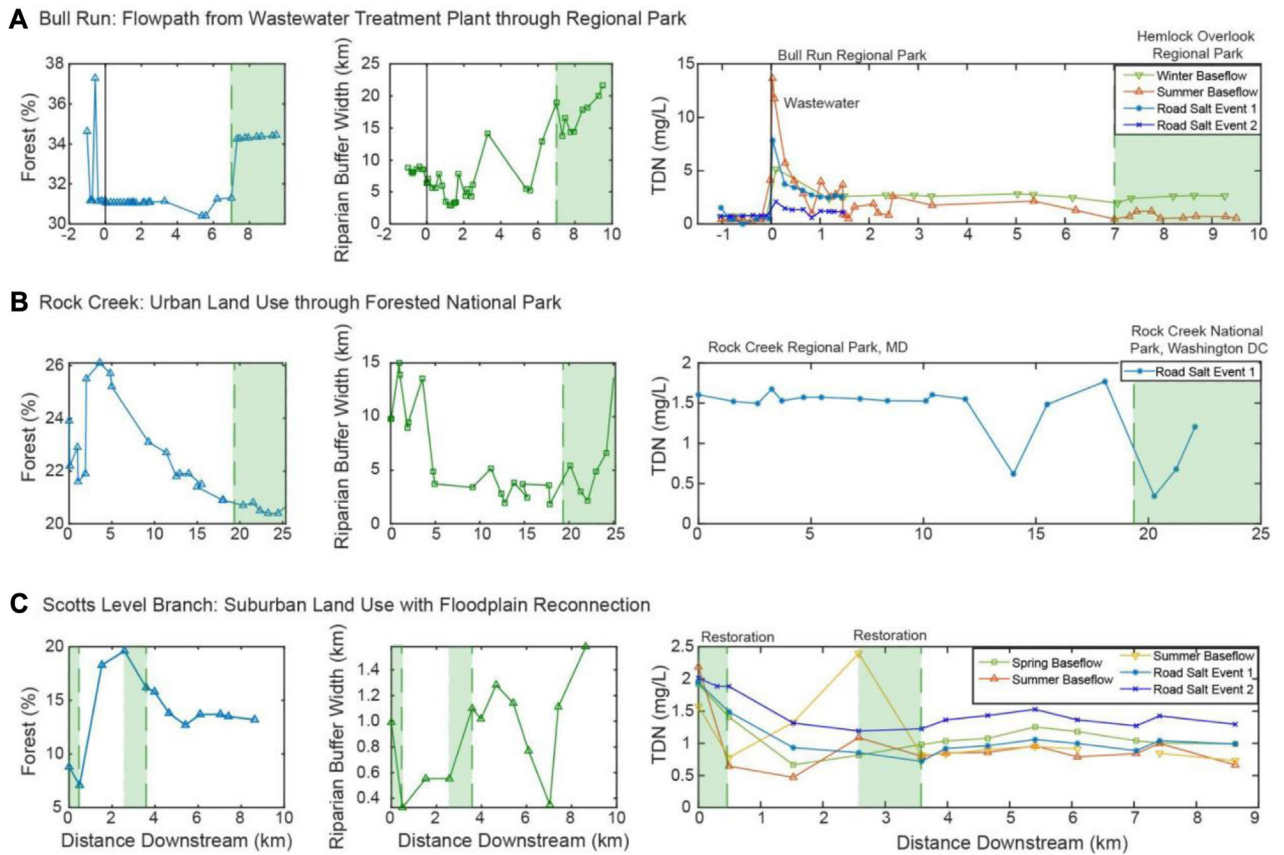 A Bull Run: Flowpath from Wastewater Treatment Plant through Regional Park
Forest (%)
38
36
34
32
30
-2 0 2 4 6 8
Riparian Buffer Width (km)
25
20
15
10
5
0
-2 0 2 4 6 8 10
Bull Run Regional Park
Hemlock Overlook
Regional Park
Wastewater
Winter Baseflow
Summer Baseflow
Road Salt Event 1
Road Salt Event 2
TDN (mg/L)
15
10
5
0
-1 0 1 2 3 4 5 6 7 8 9 10
B Rock Creek: Urban Land Use through Forested National Park
Forest (%)
26
24
22
20
0 5 10 15 20 25
Riparian Buffer Width (km)
15
10
5
0
0 5 10 15 20 25
Rock Creek Regional Park, MD
Rock Creek National
Park, Washington DC
Road Salt Event 1
TDN (mg/L)
2
1.5
1
0.5
0
0 5 10 15 20 25
C Scotts Level Branch: Suburban Land Use with Floodplain Reconnection
Forest (%)
20
15
10
5
0 2 4 6 8 10
Distance Downstream (km)
Riparian Buffer Width (km)
1.4
1.2
1.0
0.8
0.6
0.4
0 2 4 6 8 10
Distance Downstream (km)
Restoration
Restoration
Spring Baseflow
Summer Baseflow
Summer Baseflow
Road Salt Event 1
Road Salt Event 2
TDN (mg/L)
2.5
2
1.5
1
0.5
0
0 1 2 3 4 5 6 7 8 9
Distance Downstream (km)